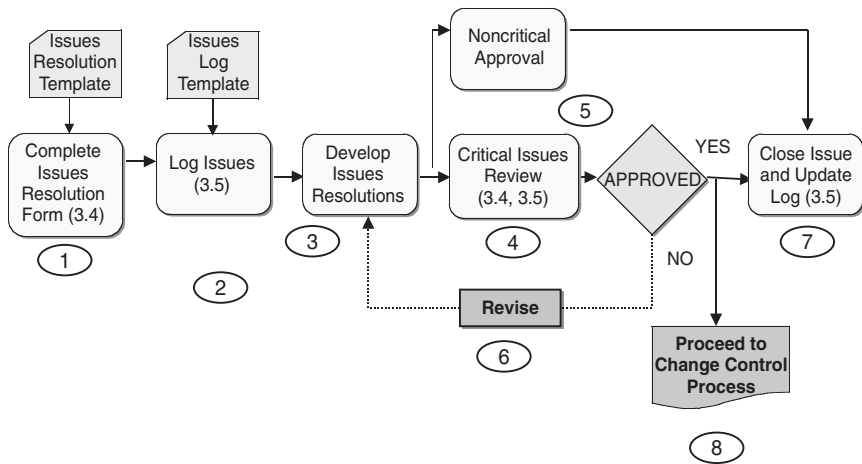 Issues
Resolution
Template
Issues
Log
Template
Noncritical
Approval
5
Complete
Issues
Resolution
Form (3.4)
Log Issues
(3.5)
Develop
Issues
Resolutions
Critical Issues
Review
(3.4, 3.5)
APPROVED
YES
Close Issue
and Update
Log (3.5)
1
2
3
4
NO
7
Revise
6
Proceed to
Change Control
Process
8